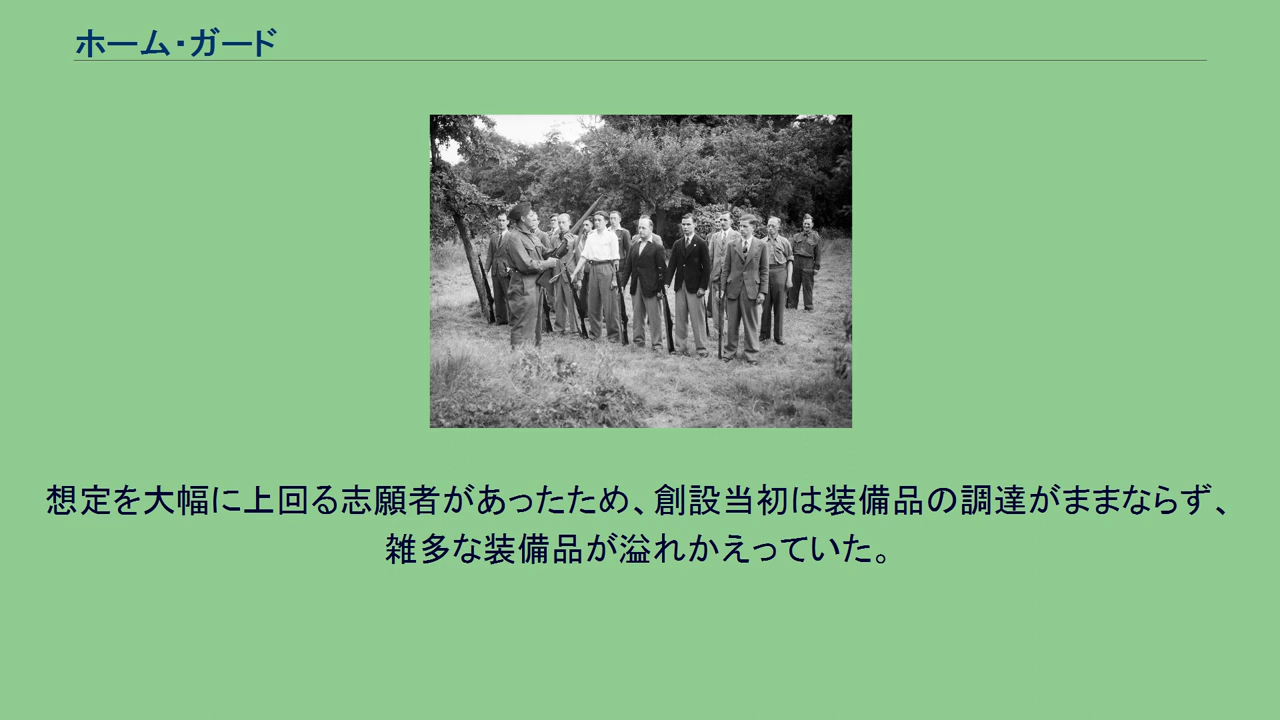 ホーム・ガード
想定を大幅に上回る志願者があったため、創設当初は装備品の調達がままならず、
雑多な装備品が溢れかえっていた。